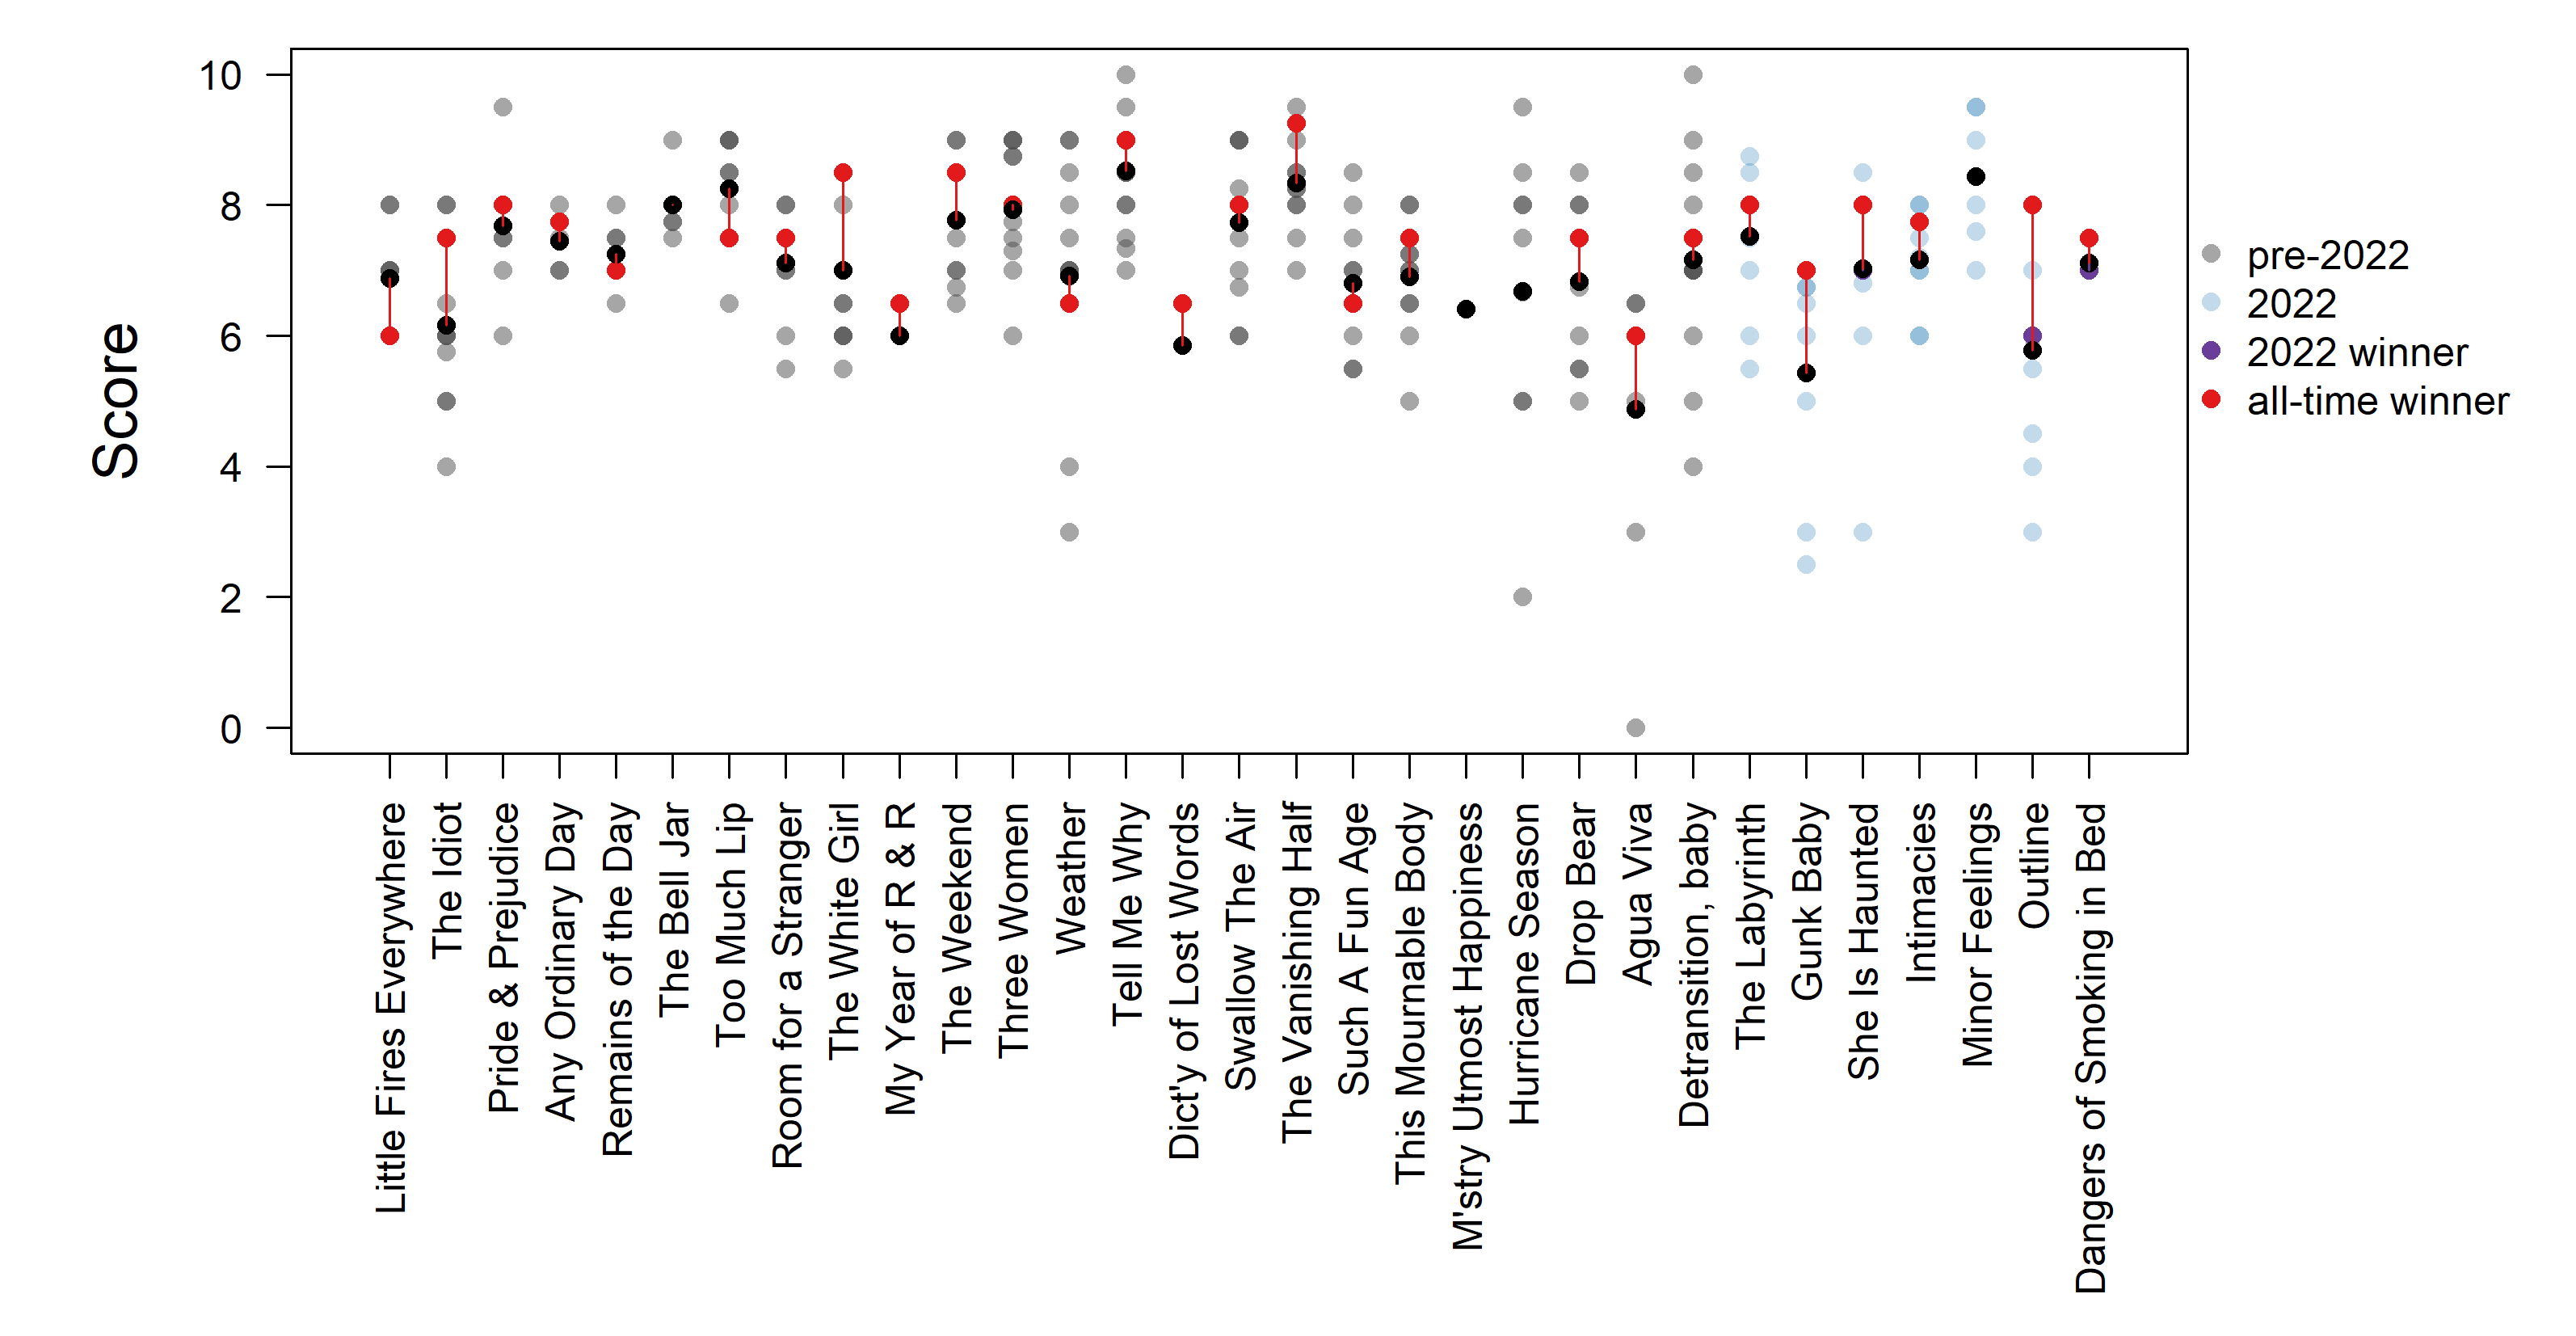 Score
10
8
6
4
2
0
pre-2022
2022
2022 winner
all-time winner
Little Fires Everywhere
The Idiot
Pride & Prejudice
Any Ordinary Day
Remains of the Day
The Bell Jar
Too Much Lip
Room for a Stranger
The White Girl
My Year of R & R
The Weekend
Three Women
Weather
Tell Me Why
Dict'y of Lost Words
Swallow The Air
The Vanishing Half
Such A Fun Age
This Mournable Body
M'stry Utmost Happiness
Hurricane Season
Drop Bear
Agua Viva
Detransition, baby
The Labyrinth
Gunk Baby
She Is Haunted
Intimacies
Minor Feelings
Outline
Dangers of Smoking in Bed